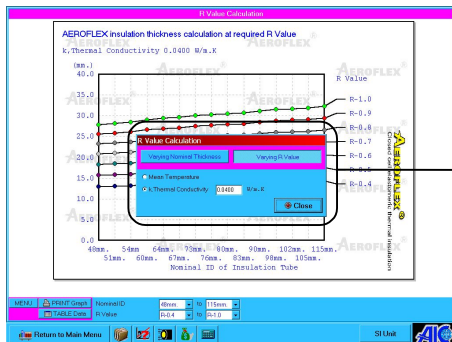 R Value Calculation
AEROFLEX insulation thickness calculation at required R Value
k,Thermal Conductivity 0.0400 W/m.K
(mm.)
R Value
40.0
35.0
30.0
25.0
20.0
15.0
10.0
5.0
0.0
R-1.0
R-0.9
R-0.8
R-0.7
R-0.6
R-0.5
R-0.4
AEROFLEX
Closed cell elastomeric thermal insulation
R Value Calculation
Varying Nominal Thickness
Varying R Value
Mean Temperature
k,Thermal Conductivity 0.0400 W/m.K
Close
48mm. 54mm 64mm. 73mm. 80mm. 90mm. 102mm. 115mm.
51mm. 60mm. 67mm. 76mm. 83mm. 98mm. 105mm.
Nominal ID of Insulation Tube
MENU PRINT Graph Nominal ID 48mm. to 115mm.
TABLE Data R Value R-0.4 to R-1.0
Return to Main Menu SI Unit AIC